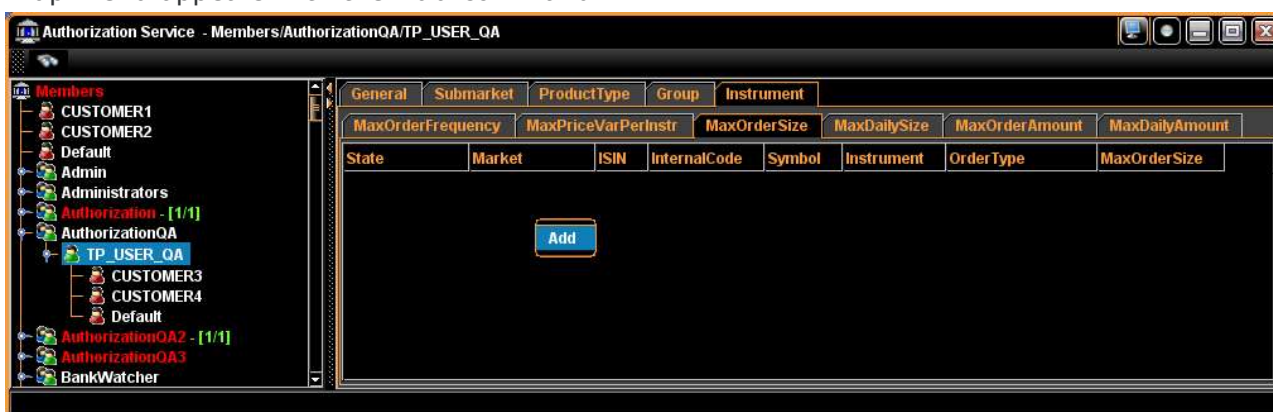 Authorization Service - Members/AuthorizationQA/TP_USER_QA
Members
CUSTOMER1
CUSTOMER2
Default
Admin
Administrators
Authorization - [1/1]
AuthorizationQA
TP_USER_QA
CUSTOMER3
CUSTOMER4
Default
AuthorizationQA2 - [1/1]
AuthorizationQA3
BankWatcher
General Submarket ProductType Group Instrument
MaxOrderFrequency MaxPriceVarPerInstr MaxOrderSize MaxDailySize MaxOrderAmount MaxDailyAmount
State Market ISIN InternalCode Symbol Instrument OrderType MaxOrderSize
Add